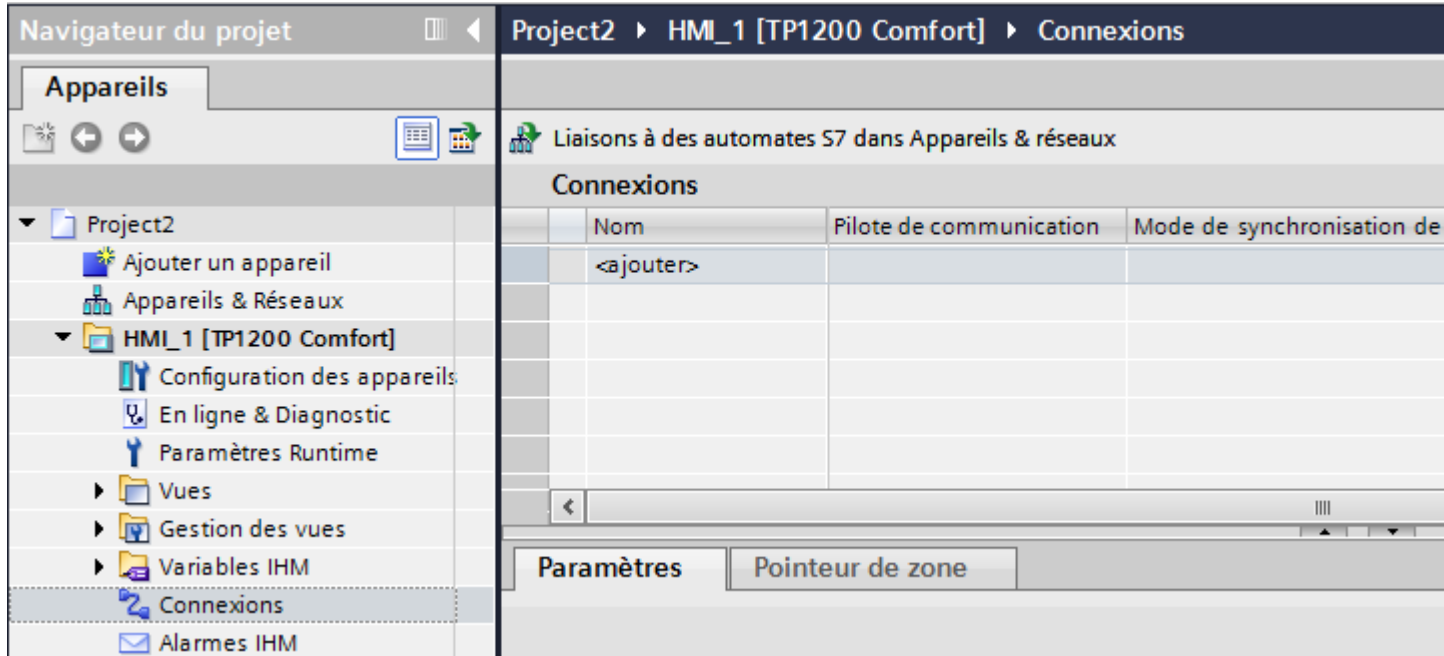 Navigateur du projet
Project2 HMI_1 [TP1200 Comfort] Connexions
Appareils
Liaisons à des automates S7 dans Appareils & réseaux
Connexions
Nom Pilote de communication Mode de synchronisation de
<ajouter>
Project2
Ajouter un appareil
Appareils & Réseaux
HMI_1 [TP1200 Comfort]
Configuration des appareils
En ligne & Diagnostic
Paramètres Runtime
Vues
Gestion des vues
Variables IHM
Connexions
Alarmes IHM
Paramètres Pointeur de zone